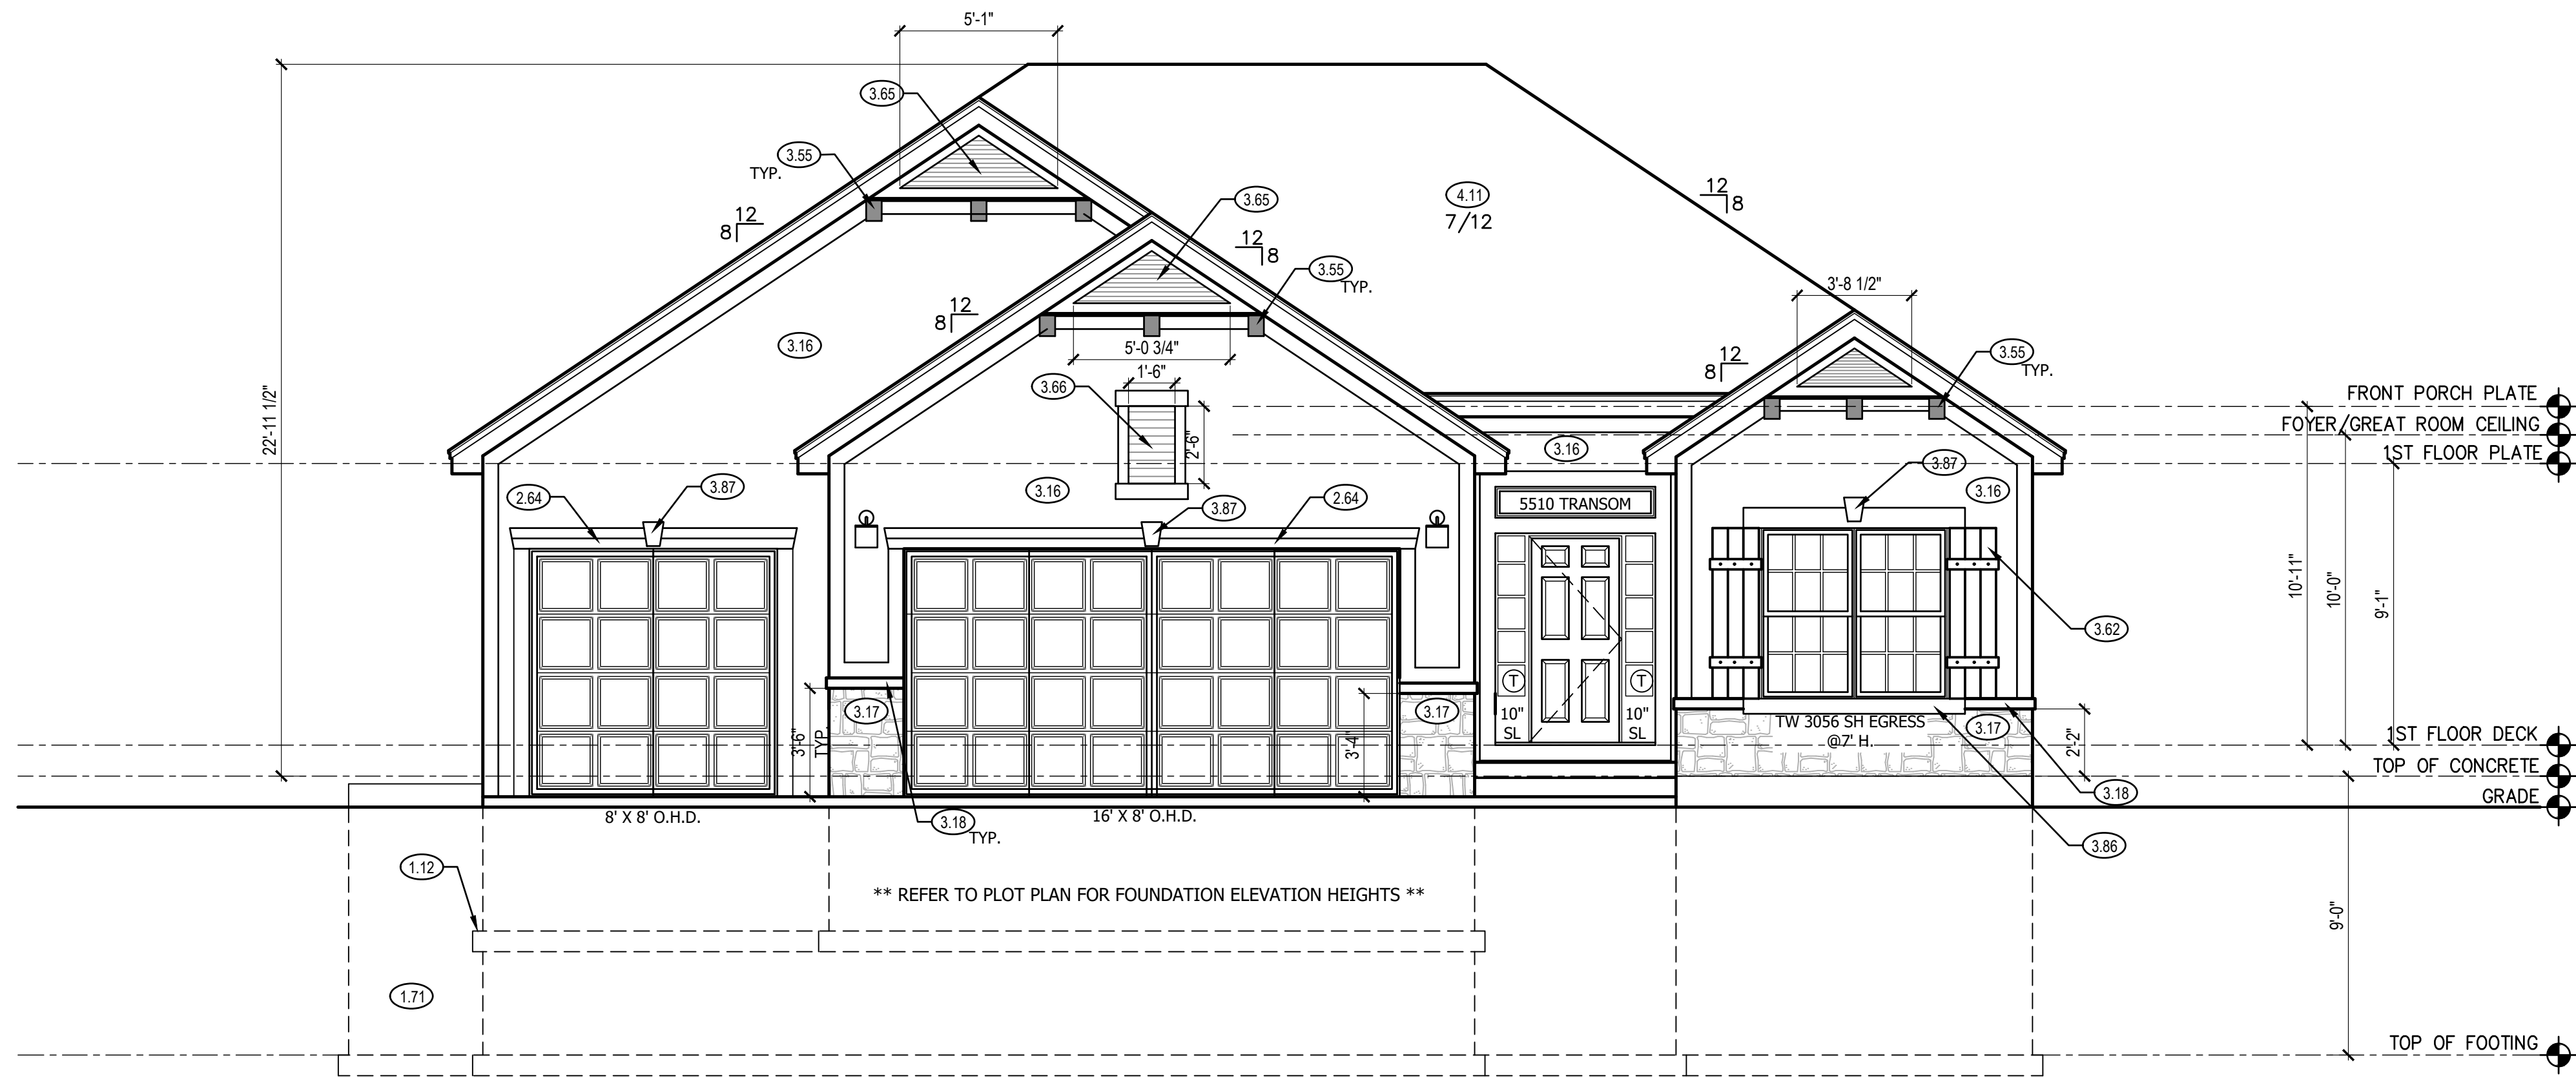 5'-1"
3.65
3.55
TYP.
12
8
22'-11 1/2"
3.65
4.11
7/12
12
8
12
8
3.55
TYP.
12
8
3'-8 1/2"
12
8
3.55
TYP.
3.16
5'-0 3/4"
1'-6"
3.66
2'-6"
FRONT PORCH PLATE
FOYER/GREAT ROOM CEILING
1ST FLOOR PLATE
3.16
3.87
3.16
2.64
3.87
3.16
3.87
2.64
5510 TRANSOM
10'-11"
10'-0"
9'-1"
3.62
T
T
3.17
3.17
10"
SL
10"
SL
3'-6"
TYP.
3'-4"
TW 3056 SH EGRESS
@7' H.
3.17
2'-2"
1ST FLOOR DECK
TOP OF CONCRETE
GRADE
3.18
8' X 8' O.H.D.
16' X 8' O.H.D.
3.18
TYP.
3.86
1.12
** REFER TO PLOT PLAN FOR FOUNDATION ELEVATION HEIGHTS **
9'-0"
1.71
TOP OF FOOTING